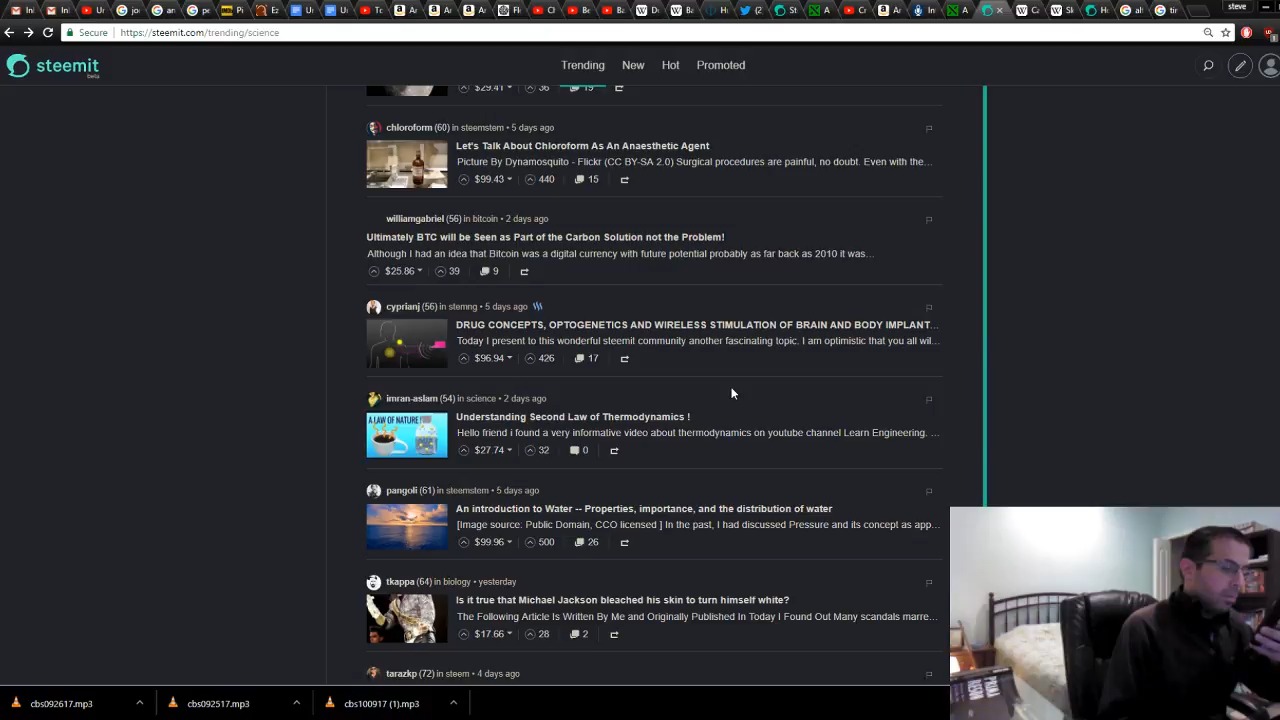 steve
Secure https://steemit.com/trending/science
steemit
beta
Trending New Hot Promoted
$29.41 36 19
chloroform (60) in steemstem • 5 days ago
Let's Talk About Chloroform As An Anaesthetic Agent
Picture By Dynamosquito - Flickr (CC BY-SA 2.0) Surgical procedures are painful, no doubt. Even with the...
$99.43 440 15
williamgabriel (56) in bitcoin • 2 days ago
Ultimately BTC will be Seen as Part of the Carbon Solution not the Problem!
Although I had an idea that Bitcoin was a digital currency with future potential probably as far back as 2010 it was...
$25.86 39 9
cyprianj (56) in stemng • 5 days ago
DRUG CONCEPTS, OPTOGENETICS AND WIRELESS STIMULATION OF BRAIN AND BODY IMPLANT...
Today I present to this wonderful steemit community another fascinating topic. I am optimistic that you all wil...
$96.94 426 17
imran-aslam (54) in science • 2 days ago
A LAW OF NATURE
Understanding Second Law of Thermodynamics !
Hello friend i found a very informative video about thermodynamics on youtube channel Learn Engineering. ...
$27.74 32 0
pangoli (61) in steemstem • 5 days ago
An introduction to Water -- Properties, importance, and the distribution of water
[Image source: Public Domain, CCO licensed ] In the past, I had discussed Pressure and its concept as app...
$99.96 500 26
tkappa (64) in biology • yesterday
Is it true that Michael Jackson bleached his skin to turn himself white?
The Following Article Is Written By Me and Originally Published In Today I Found Out Many scandals marre...
$17.66 28 2
tarazkp (72) in steem • 4 days ago
cbs092617.mp3 cbs092517.mp3 cbs100917 (1).mp3